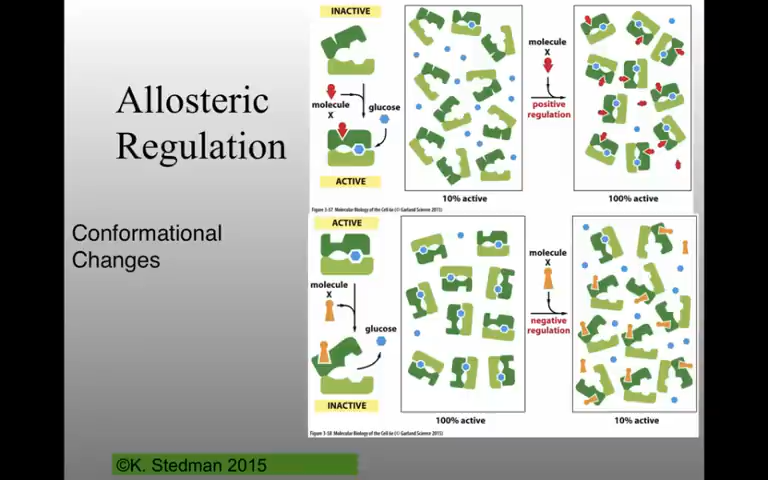 Allosteric
Regulation
Conformational
Changes
INACTIVE
molecule
X
glucose
ACTIVE
10% active
molecule
X
positive
regulation
100% active
Figure 3-57 Molecular Biology of the Cell 6e (© Garland Science 2015)
ACTIVE
molecule
X
glucose
INACTIVE
100% active
molecule
X
negative
regulation
10% active
Figure 3-58 Molecular Biology of the Cell 6e (© Garland Science 2015)
©K. Stedman 2015